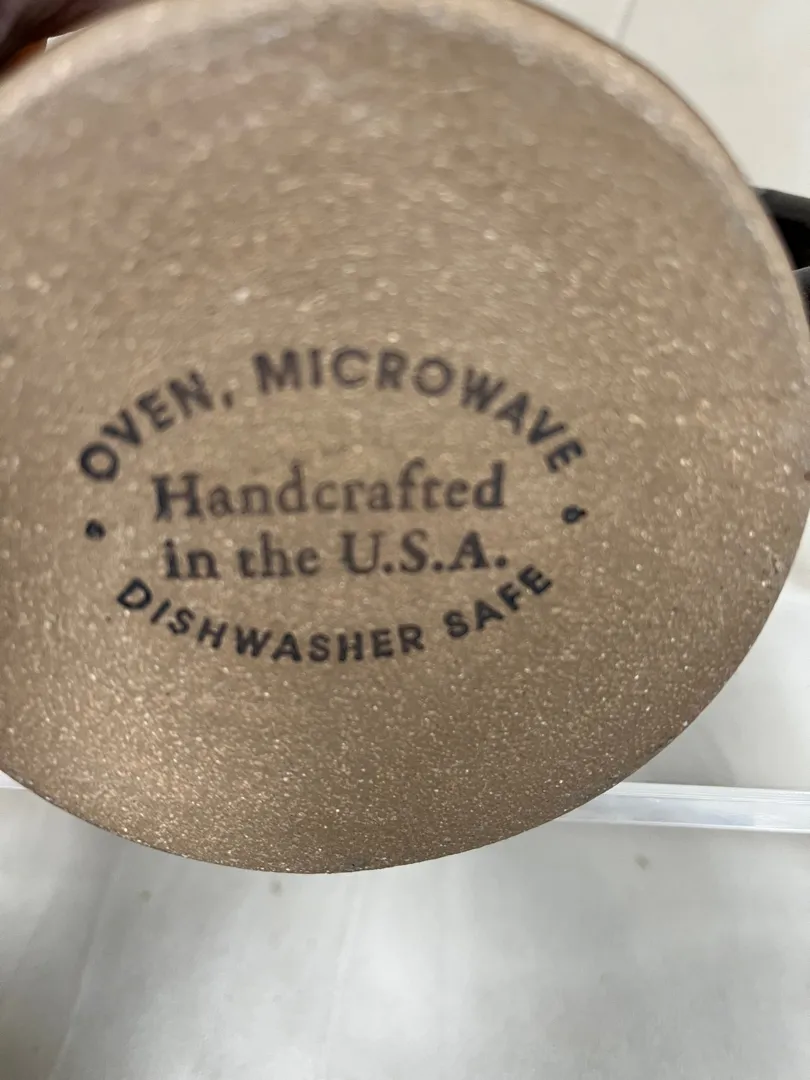 OVEN, MICROWAVE
Handcrafted
in the U.S.A.
DISHWASHER SAFE